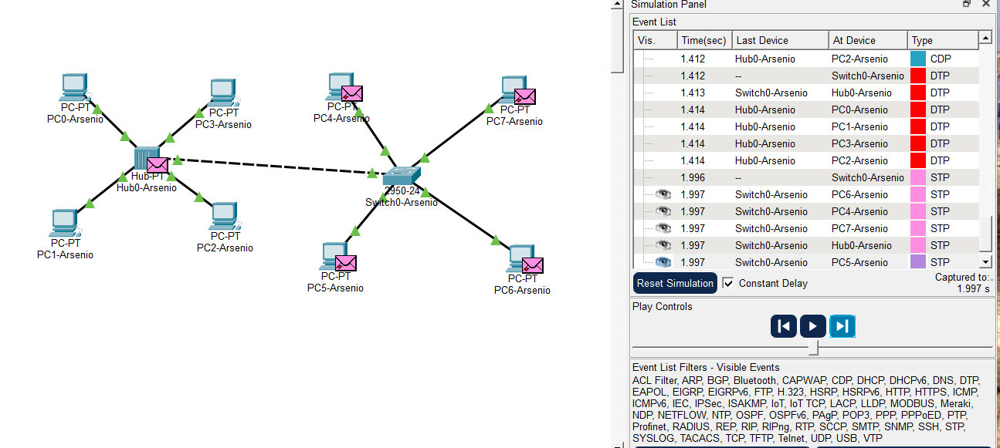 Simulation Panel
Event List
Vis. Time(sec) Last Device At Device Type
1.412 Hub0-Arsenio PC2-Arsenio CDP
1.412 -- Switch0-Arsenio DTP
1.413 Switch0-Arsenio Hub0-Arsenio DTP
1.414 Hub0-Arsenio PC0-Arsenio DTP
1.414 Hub0-Arsenio PC1-Arsenio DTP
1.414 Hub0-Arsenio PC3-Arsenio DTP
1.414 Hub0-Arsenio PC2-Arsenio DTP
1.996 -- Switch0-Arsenio STP
1.997 Switch0-Arsenio PC6-Arsenio STP
1.997 Switch0-Arsenio PC4-Arsenio STP
1.997 Switch0-Arsenio PC7-Arsenio STP
1.997 Switch0-Arsenio Hub0-Arsenio STP
1.997 Switch0-Arsenio PC5-Arsenio STP
Reset Simulation Constant Delay
Captured to:
1.997 s
Play Controls
Event List Filters - Visible Events
ACL Filter, ARP, BGP, Bluetooth, CAPWAP, CDP, DHCP, DHCPv6, DNS, DTP,
EAPOL, EIGRP, EIGRPv6, FTP, H.323, HSRP, HSRPv6, HTTP, HTTPS, ICMP,
ICMPv6, IEC, IPSec, ISAKMP, IoT, IoT TCP, LACP, LLDP, MODBUS, Meraki,
NDP, NETFLOW, NTP, OSPF, OSPFv6, PAgP, POP3, PPP, PPPoED, PTP,
Profinet, RADIUS, REP, RIP, RIPng, RTP, SCCP, SMTP, SNMP, SSH, STP,
SYSLOG, TACACS, TCP, TFTP, Telnet, UDP, USB, VTP
PC-PT
PC0-Arsenio
PC-PT
PC3-Arsenio
PC-PT
PC4-Arsenio
PC-PT
PC7-Arsenio
Hub-PT
Hub0-Arsenio
2950-24
Switch0-Arsenio
PC-PT
PC1-Arsenio
PC-PT
PC2-Arsenio
PC-PT
PC5-Arsenio
PC-PT
PC6-Arsenio